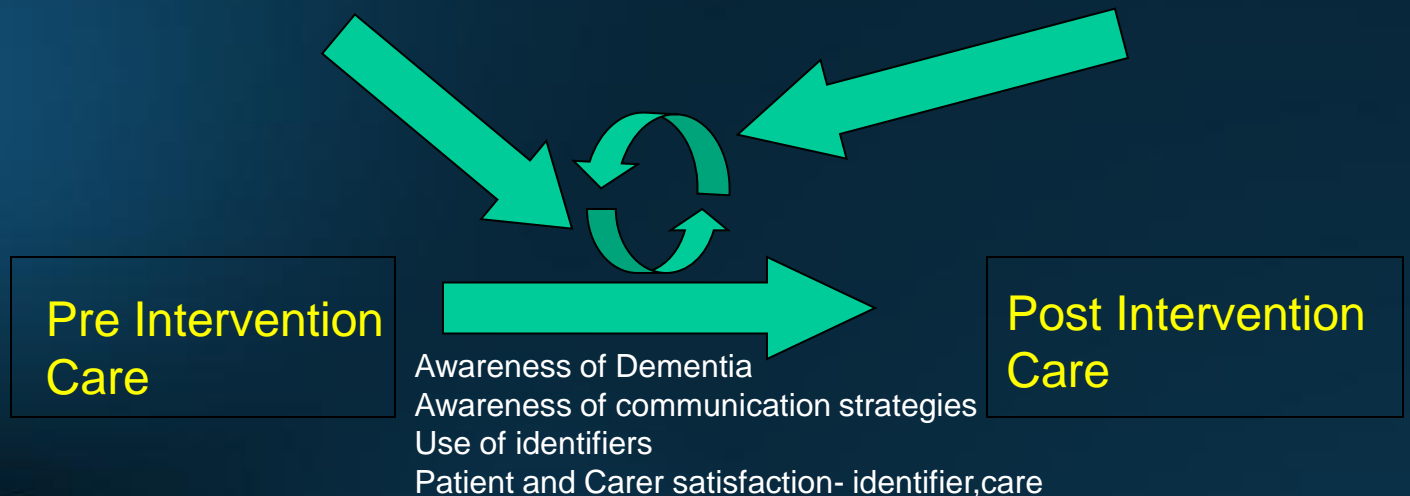 Pre Intervention
Care
Awareness of Dementia
Awareness of communication strategies
Use of identifiers
Patient and Carer satisfaction- identifier,care
Post Intervention
Care